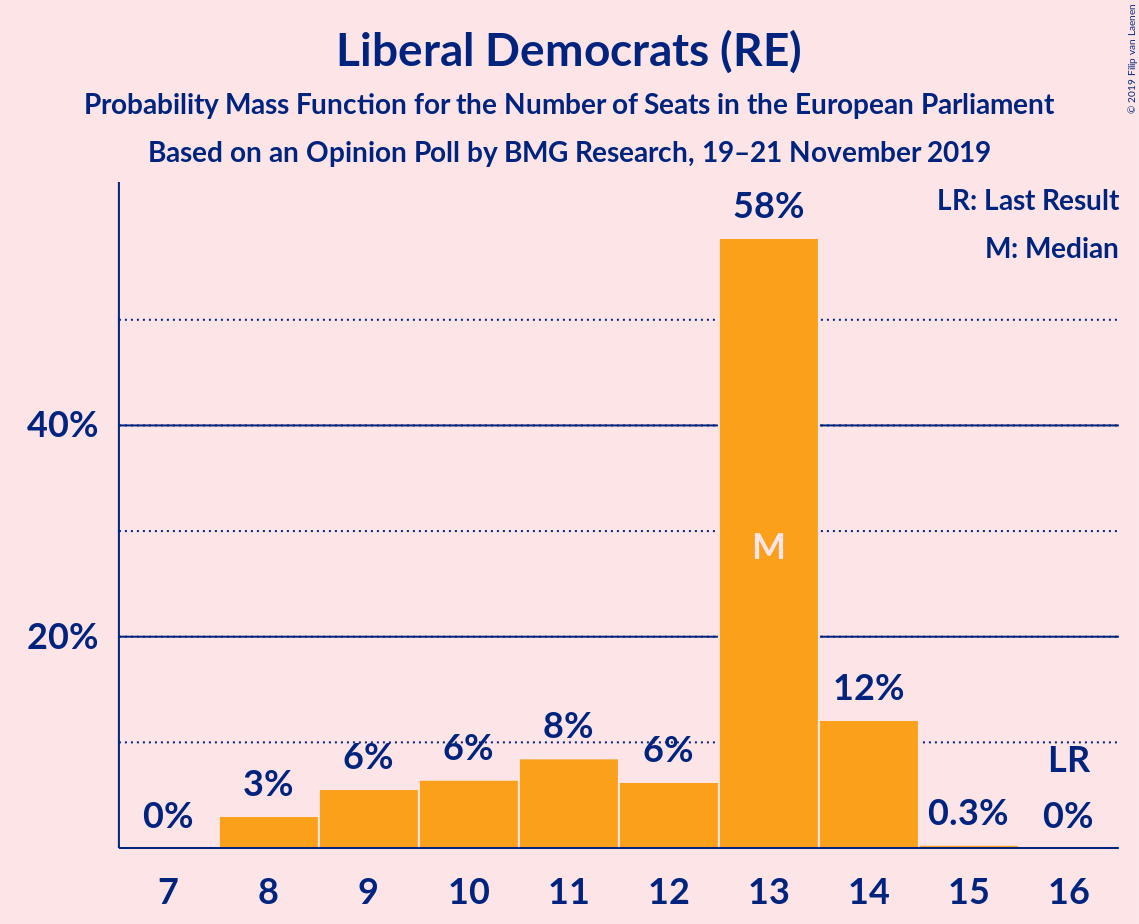 Liberal Democrats (RE)
Probability Mass Function for the Number of Seats in the European Parliament
Based on an Opinion Poll by BMG Research, 19–21 November 2019
© 2019 Filip van Laenen
LR: Last Result
M: Median
58%
40%
M
20%
12%
8%
6%
6%
6%
3%
LR
0%
0.3%
0%
7 8 9 10 11 12 13 14 15 16